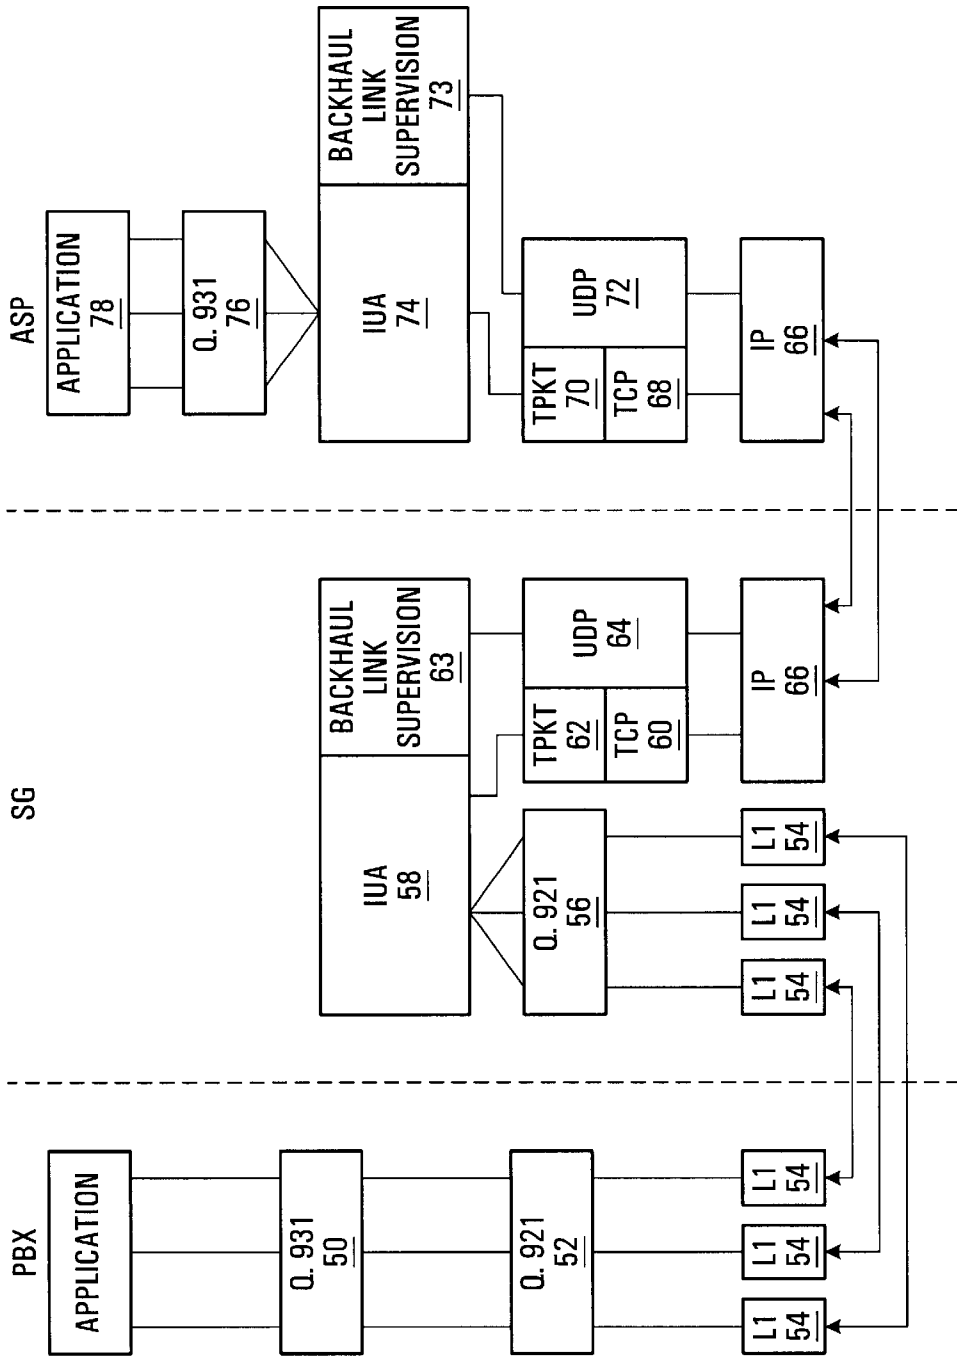 PBX
APPLICATION
Q. 931
50
Q. 921
52
L1
54
L1
54
L1
54
SG
IUA
58
BACKHAUL
LINK
SUPERVISION
63
Q. 921
56
TPKT
62
TCP
60
UDP
64
L1
54
L1
54
L1
54
IP
66
ASP
APPLICATION
78
Q. 931
76
IUA
74
BACKHAUL
LINK
SUPERVISION
73
TPKT
70
TCP
68
UDP
72
IP
66